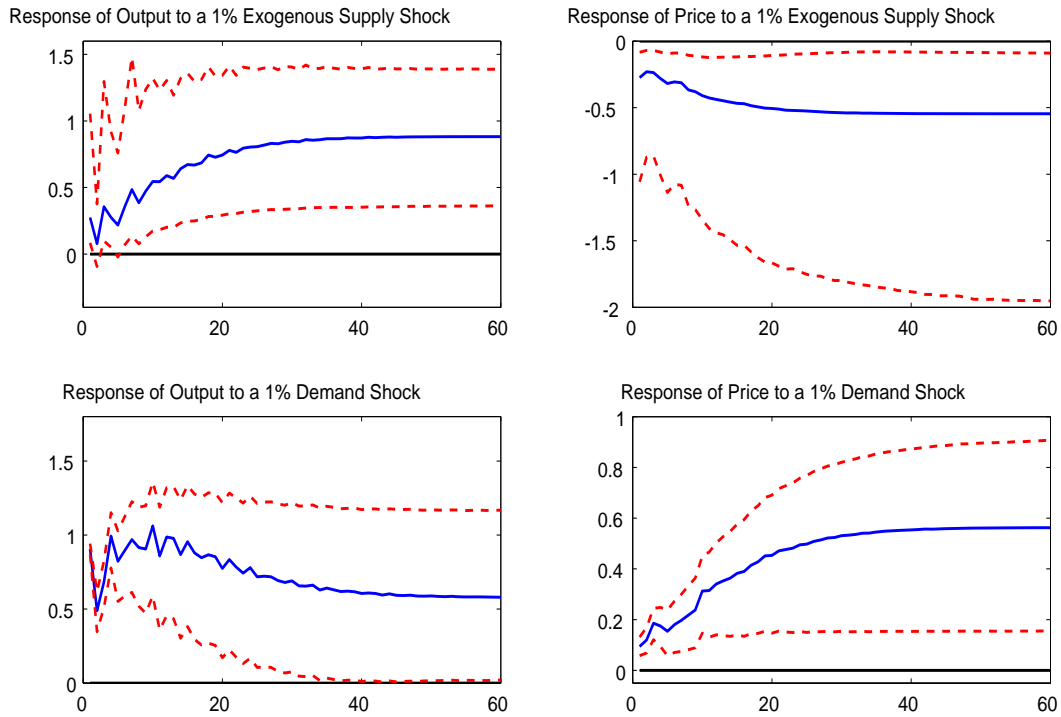 Response of Output to a 1% Exogenous Supply Shock
1.5
1
0.5
0
0 20 40 60
Response of Price to a 1% Exogenous Supply Shock
0
-0.5
-1
-1.5
-2
0 20 40 60
Response of Output to a 1% Demand Shock
1.5
1
0.5
0
0 20 40 60
Response of Price to a 1% Demand Shock
1
0.8
0.6
0.4
0.2
0
0 20 40 60